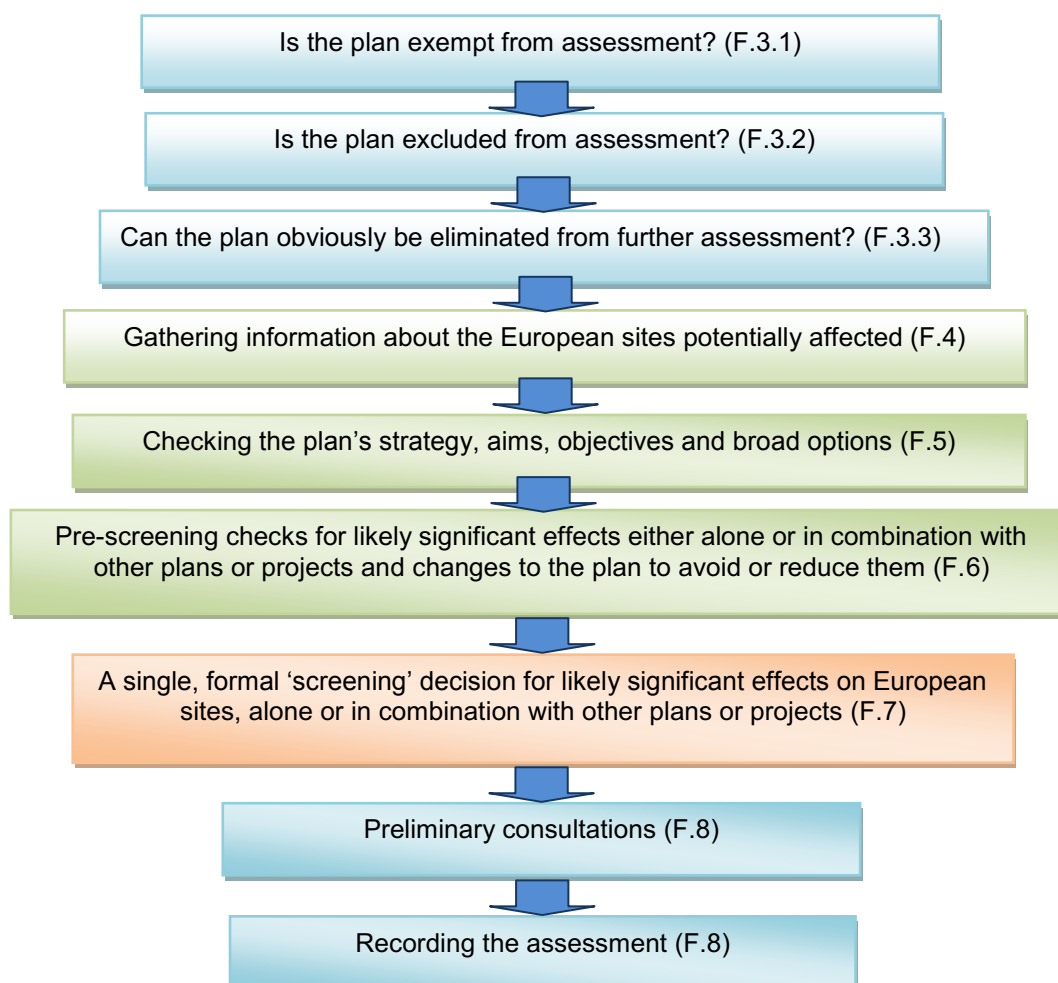 Is the plan exempt from assessment? (F.3.1)
Is the plan excluded from assessment? (F.3.2)
Can the plan obviously be eliminated from further assessment? (F.3.3)
Gathering information about the European sites potentially affected (F.4)
Checking the plan’s strategy, aims, objectives and broad options (F.5)
Pre-screening checks for likely significant effects either alone or in combination with
other plans or projects and changes to the plan to avoid or reduce them (F.6)
A single, formal ‘screening’ decision for likely significant effects on European
sites, alone or in combination with other plans or projects (F.7)
Preliminary consultations (F.8)
Recording the assessment (F.8)